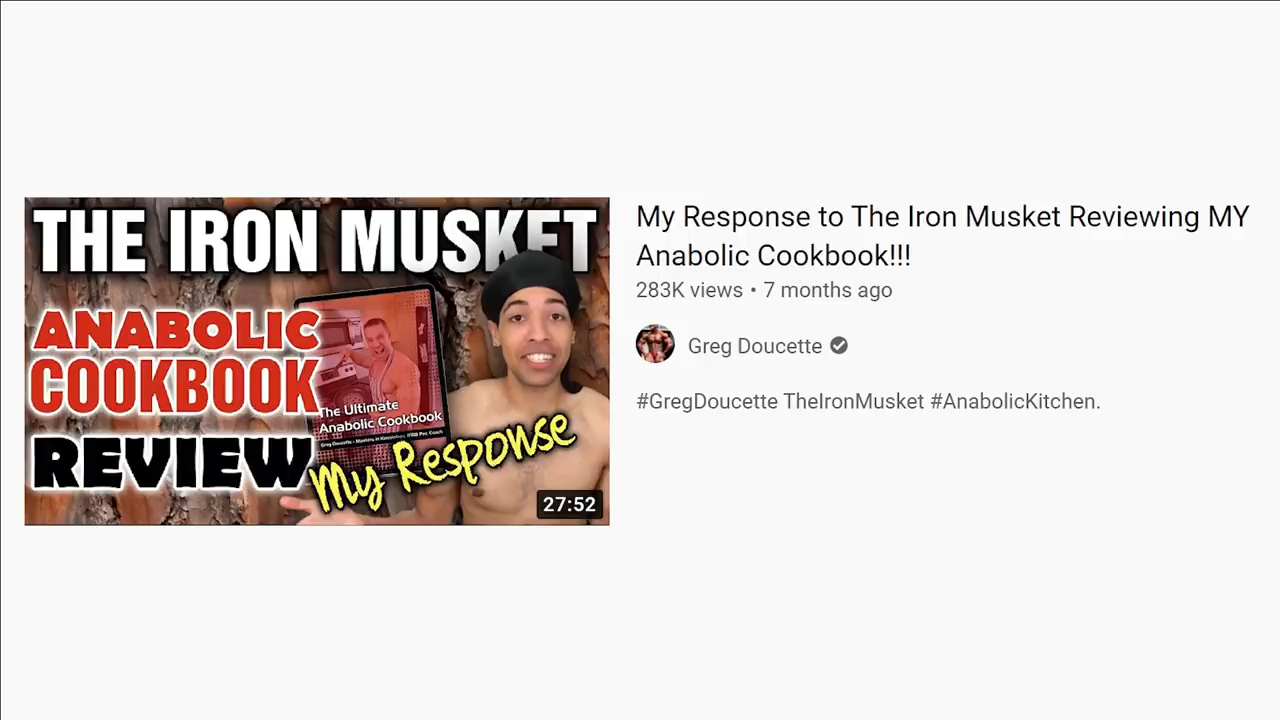 THE IRON MUSKET
ANABOLIC
COOKBOOK
REVIEW
The Ultimate
Anabolic Cookbook
My Response
27:52
My Response to The Iron Musket Reviewing MY
Anabolic Cookbook!!!
283K views • 7 months ago
Greg Doucette
#GregDoucette TheIronMusket #AnabolicKitchen.